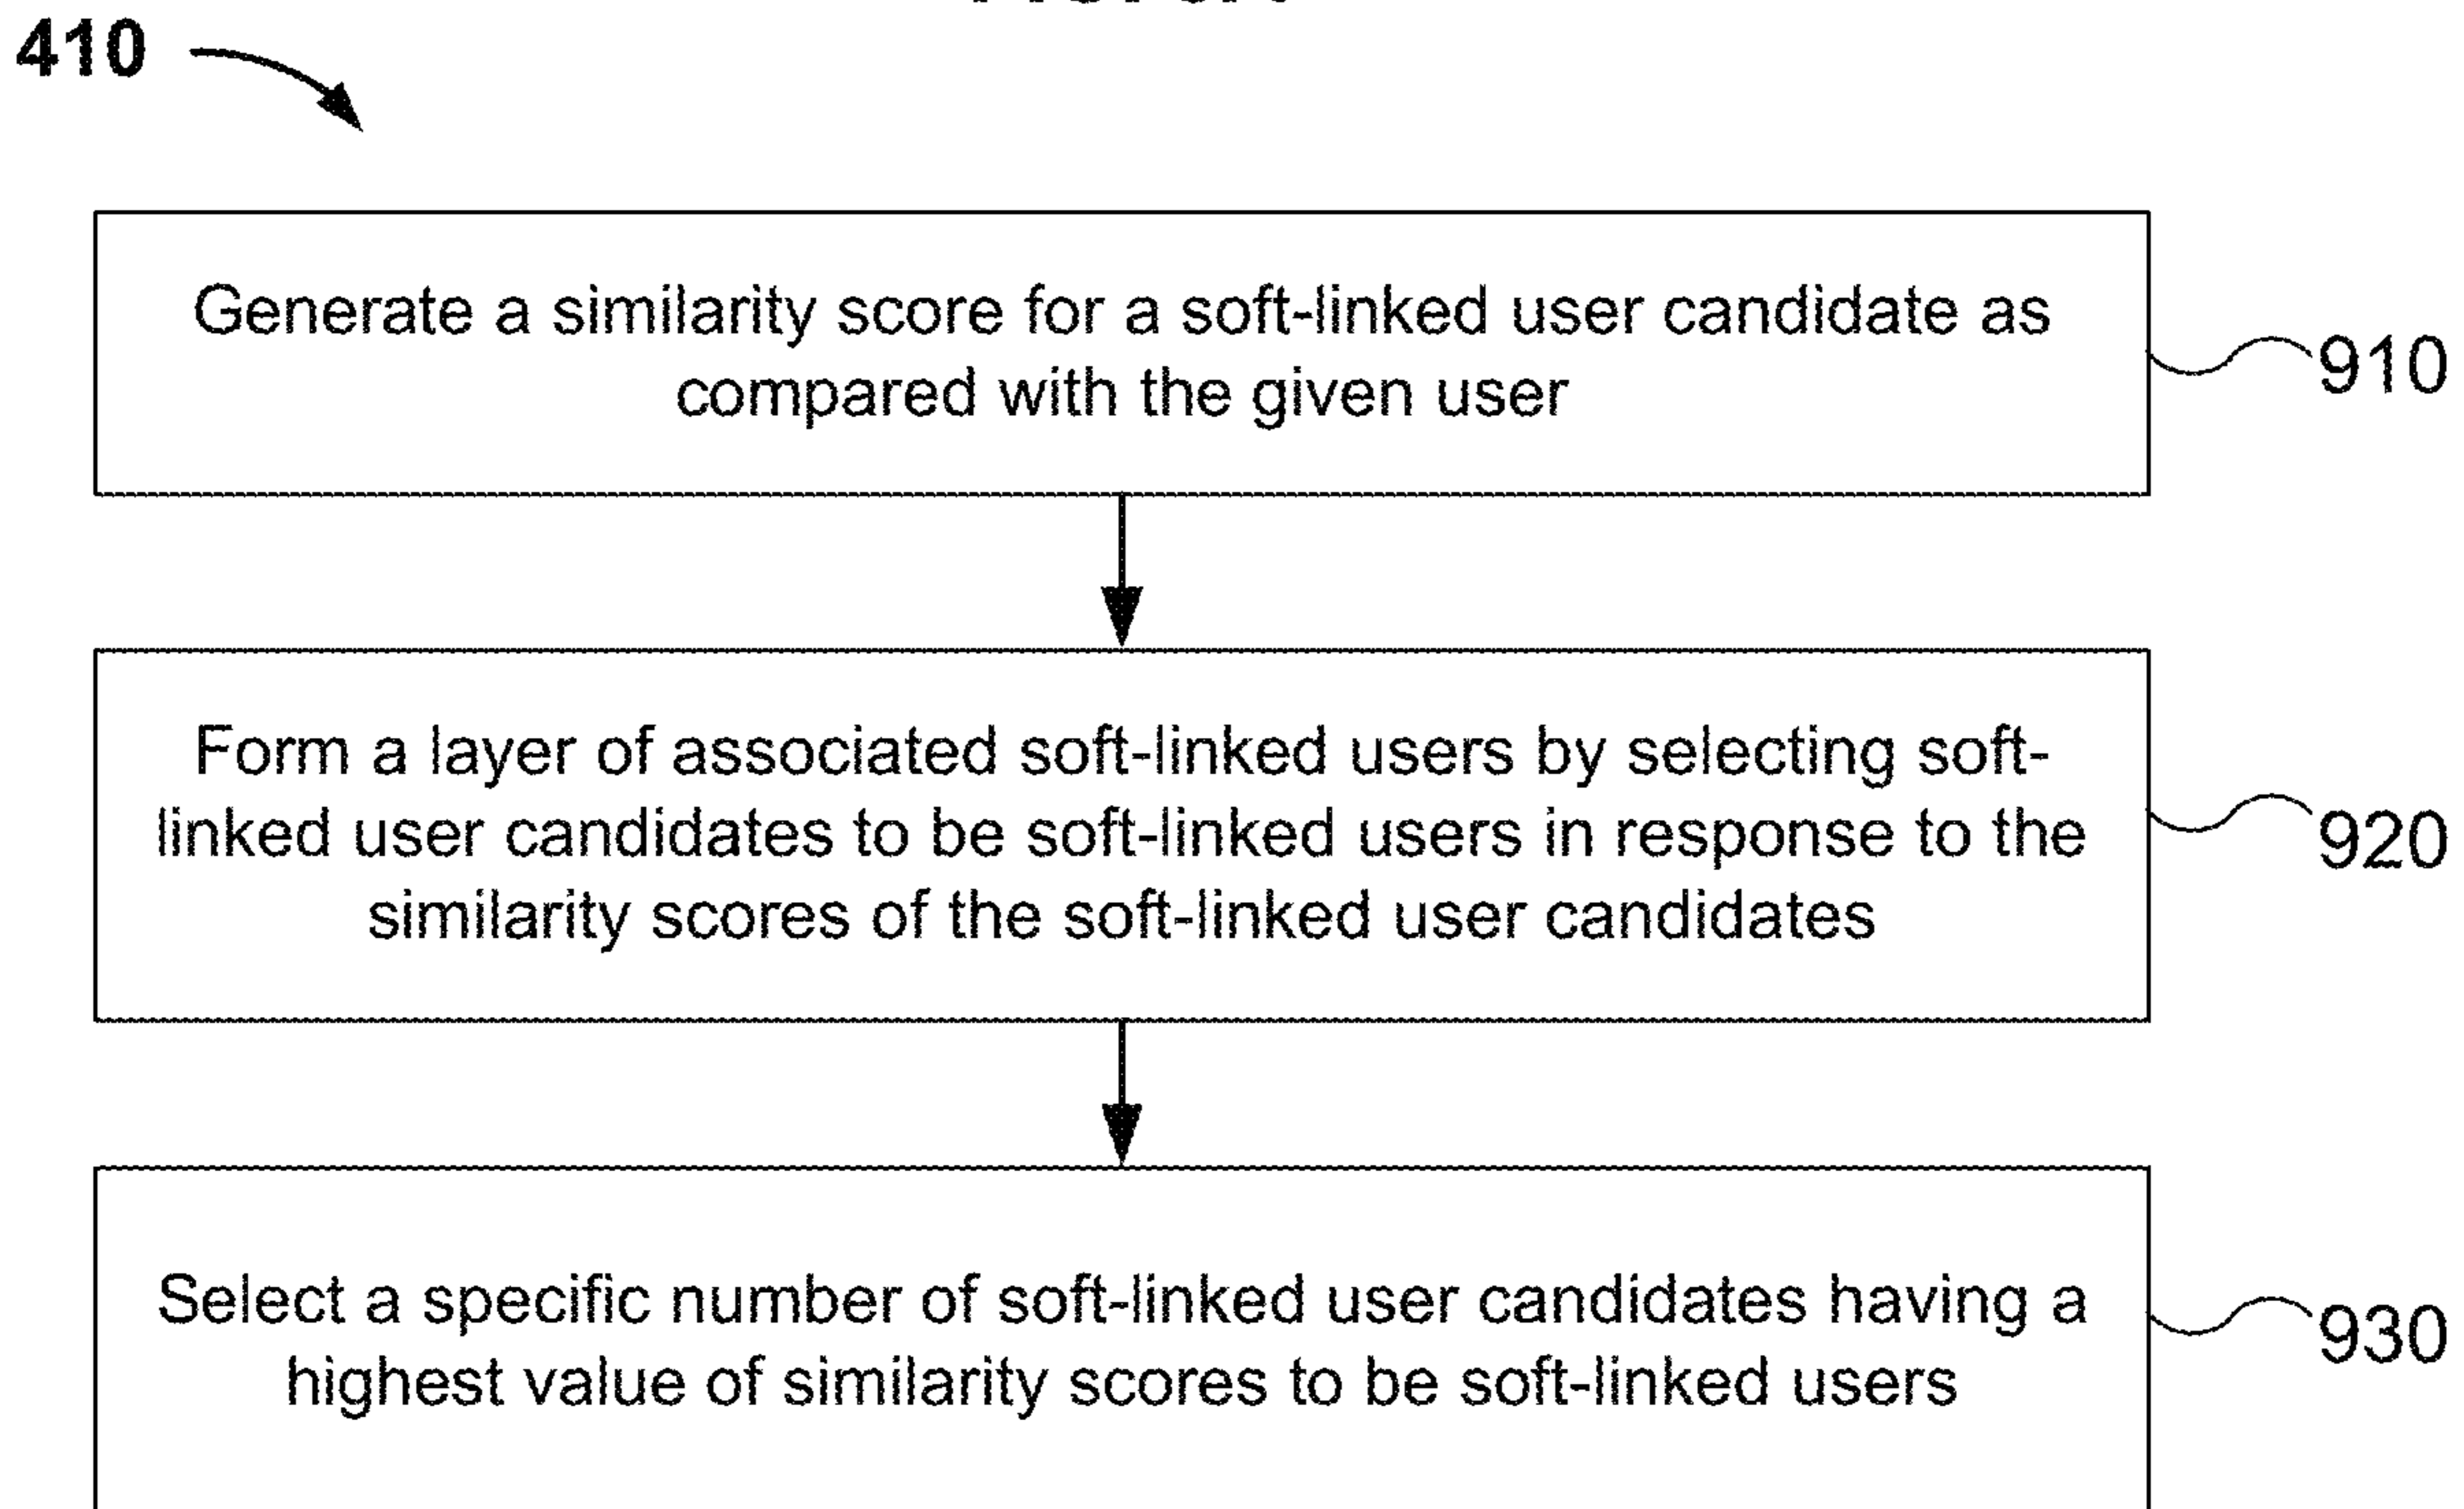 410
Generate a similarity score for a soft-linked user candidate as
compared with the given user
910
Form a layer of associated soft-linked users by selecting soft-
linked user candidates to be soft-linked users in response to the
similarity scores of the soft-linked user candidates
920
Select a specific number of soft-linked user candidates having a
highest value of similarity scores to be soft-linked users
930